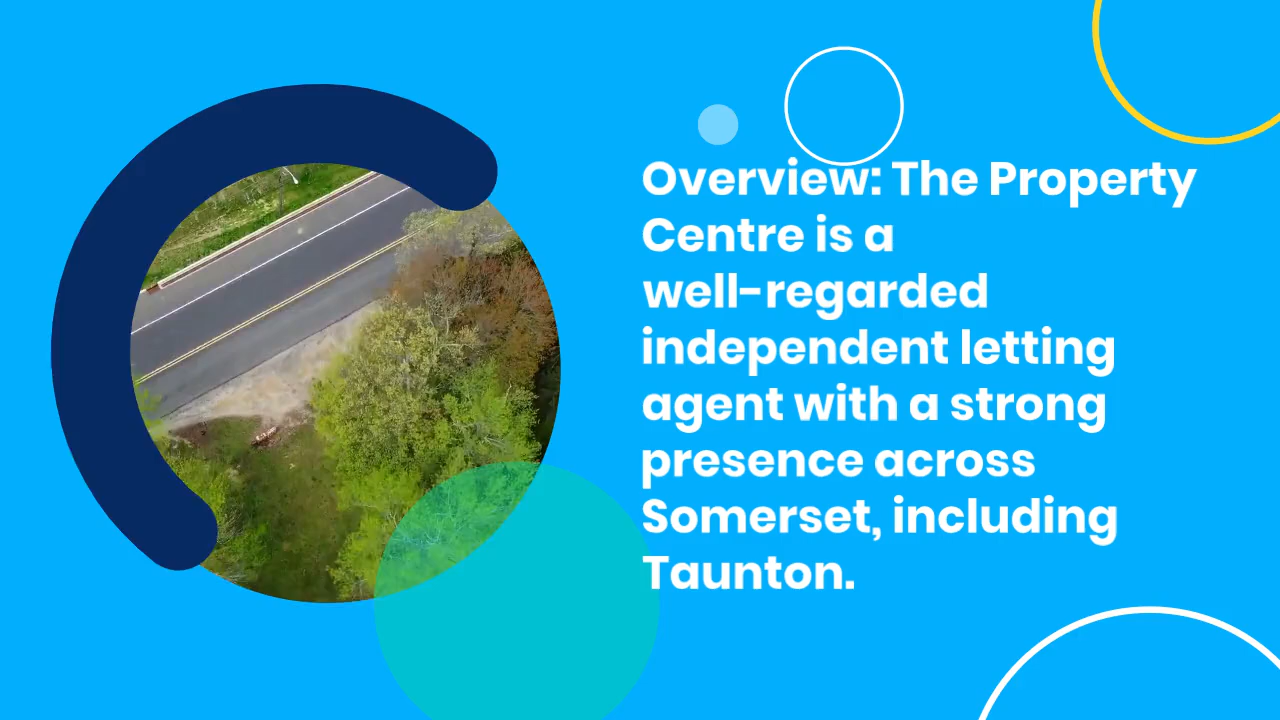 Overview: The Property
Centre is a
well-regarded
independent letting
agent with a strong
presence across
Somerset, including
Taunton.